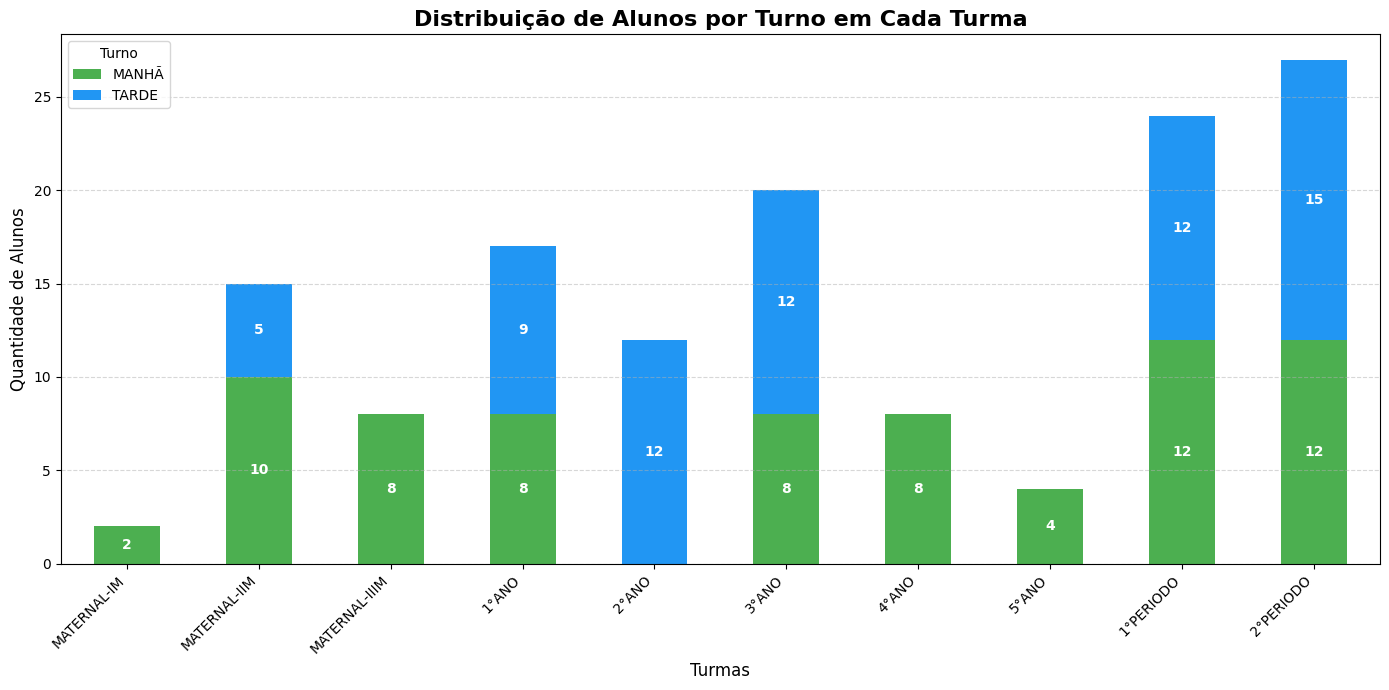 Distribuição de Alunos por Turno em Cada Turma
Turno
MANHÃ
TARDE
Quantidade de Alunos
25
20
15
10
5
0
2
5
10
8
9
8
12
12
8
8
4
12
12
15
12
MATERNAL-IM
MATERNAL-IIM
MATERNAL-IIIM
1°ANO
2°ANO
3°ANO
4°ANO
5°ANO
1°PERIODO
2°PERIODO
Turmas